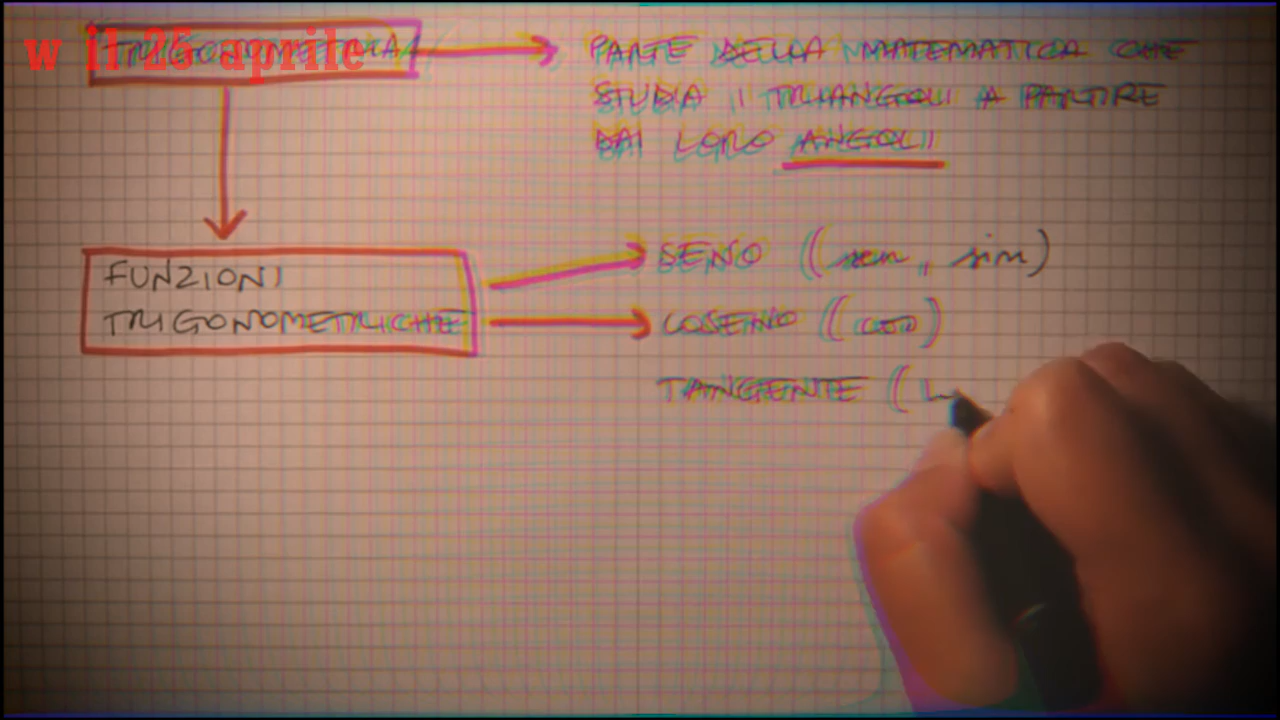 w il 25 aprile
TRIGONOMETRIA
PARTE DELLA MATEMATICA CHE
STUDIA I TRIANGOLI A PARTIRE
DAI LORO ANGOLI
FUNZIONI
TRIGONOMETRICHE
SENO (sen, sin)
COSENO (cos)
TANGENTE (